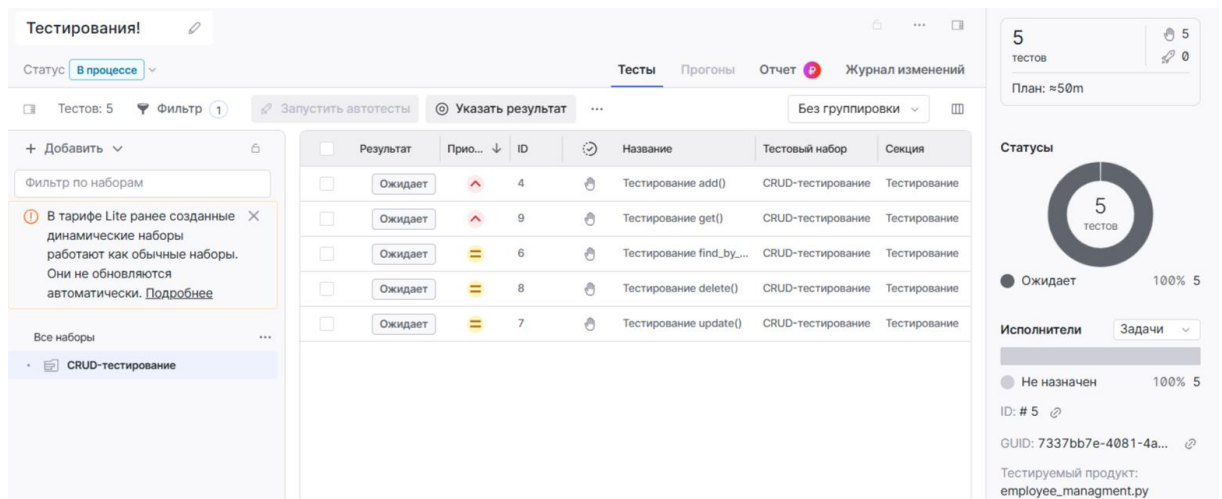 Тестирования!
Статус В процессе
Тесты Прогоны Отчет ₽ Журнал изменений
Тестов: 5 Фильтр 1 Запустить автотесты Указать результат ... Без группировки
+ Добавить
Фильтр по наборам
В тарифе Lite ранее созданные
динамические наборы
работают как обычные наборы.
Они не обновляются
автоматически. Подробнее
Все наборы ...
CRUD-тестирование
Результат Прио... ↓ ID Название Тестовый набор Секция
Ожидает 4 Тестирование add() CRUD-тестирование Тестирование
Ожидает 9 Тестирование get() CRUD-тестирование Тестирование
Ожидает 6 Тестирование find_by_... CRUD-тестирование Тестирование
Ожидает 8 Тестирование delete() CRUD-тестирование Тестирование
Ожидает 7 Тестирование update() CRUD-тестирование Тестирование
5 5
тестов 0
План: ≈50m
Статусы
5
тестов
Ожидает 100% 5
Исполнители Задачи
Не назначен 100% 5
ID: # 5
GUID: 7337bb7e-4081-4a...
Тестируемый продукт:
employee_managment.py